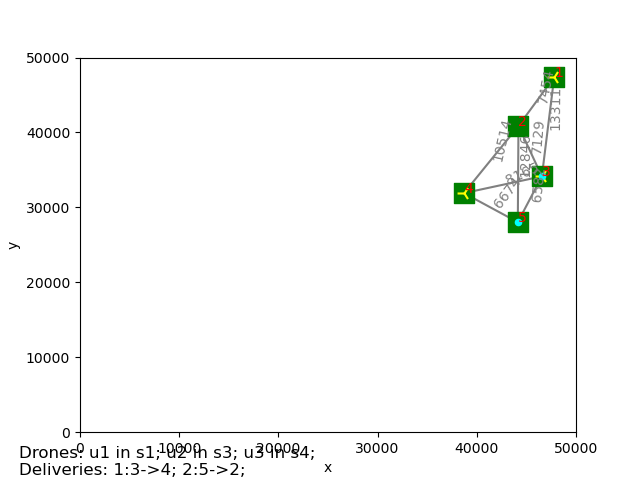 50000
40000
30000
20000
10000
0
y
0 10000 20000 30000 40000 50000
x
10514
7129
13311
Drones: u1 in s1; u2 in s3; u3 in s4;
Deliveries: 1:3->4; 2:5->2;